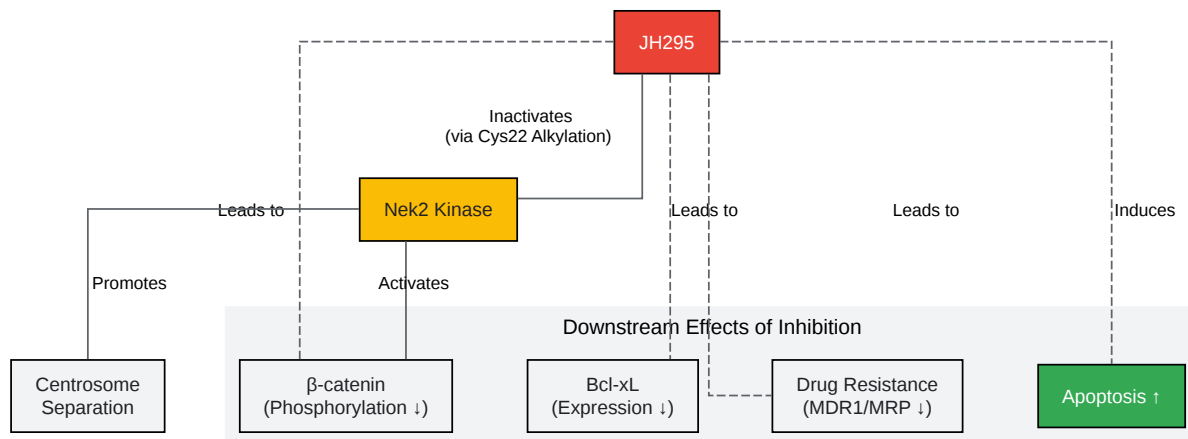 JH295
Inactivates
(via Cys22 Alkylation)
Nek2 Kinase
Leads to
Leads to
Leads to
Induces
Promotes
Activates
Downstream Effects of Inhibition
Centrosome
Separation
β-catenin
(Phosphorylation ↓)
Bcl-xL
(Expression ↓)
Drug Resistance
(MDR1/MRP ↓)
Apoptosis ↑